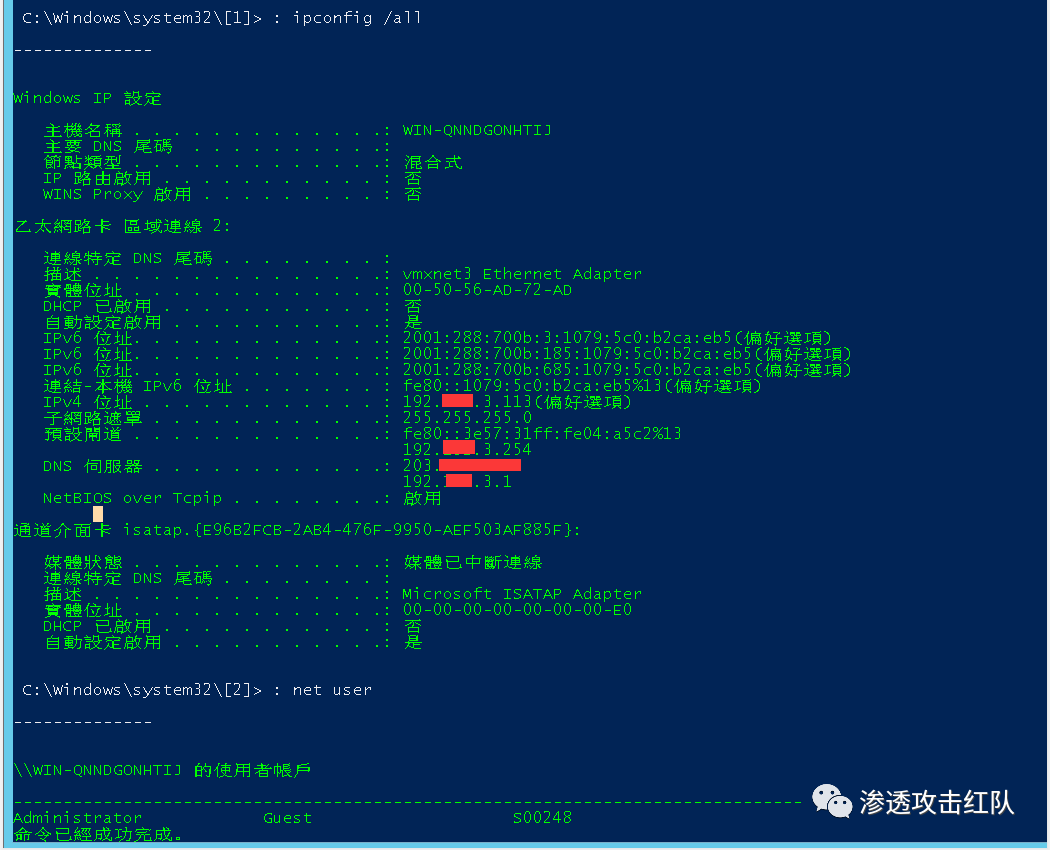 C:\Windows\system32\[1]> : ipconfig /all
--------------
Windows IP 設定
主機名稱 . . . . . . . . . . . . .: WIN-QNNDGONHTIJ
主要 DNS 尾碼 . . . . . . . . . .:
節點類型 . . . . . . . . . . . . .: 混合式
IP 路由啟用 . . . . . . . . . . . : 否
WINS Proxy 啟用 . . . . . . . . . : 否
乙太網路卡 區域連線 2:
連線特定 DNS 尾碼 . . . . . . . . :
描述 . . . . . . . . . . . . . . .: vmxnet3 Ethernet Adapter
實體位址 . . . . . . . . . . . . .: 00-50-56-AD-72-AD
DHCP 已啟用 . . . . . . . . . . . : 否
自動設定啟用 . . . . . . . . . . .: 是
IPv6 位址. . . . . . . . . . . . .: 2001:288:700b:3:1079:5c0:b2ca:eb5(偏好選項)
IPv6 位址. . . . . . . . . . . . .: 2001:288:700b:185:1079:5c0:b2ca:eb5(偏好選項)
IPv6 位址. . . . . . . . . . . . .: 2001:288:700b:685:1079:5c0:b2ca:eb5(偏好選項)
連結-本機 IPv6 位址 . . . . . . . : fe80::1079:5c0:b2ca:eb5%13(偏好選項)
IPv4 位址 . . . . . . . . . . . . : 192. .3.113(偏好選項)
子網路遮罩 . . . . . . . . . . . .: 255.255.255.0
預設閘道 . . . . . . . . . . . . .: fe80::3e57:31ff:fe04:a5c2%13
192. .3.254
DNS 伺服器 . . . . . . . . . . . .: 203.
192. .3.1
NetBIOS over Tcpip . . . . . . . .: 啟用
通道介面卡 isatap.{E96B2FCB-2AB4-476F-9950-AEF503AF885F}:
媒體狀態 . . . . . . . . . . . . .: 媒體已中斷連線
連線特定 DNS 尾碼 . . . . . . . . :
描述 . . . . . . . . . . . . . . .: Microsoft ISATAP Adapter
實體位址 . . . . . . . . . . . . .: 00-00-00-00-00-00-00-E0
DHCP 已啟用 . . . . . . . . . . . : 否
自動設定啟用 . . . . . . . . . . .: 是
C:\Windows\system32\[2]> : net user
--------------
\\WIN-QNNDGONHTIJ 的使用者帳戶
-------------------------------------------------------------------------------
Administrator Guest S00248
命令已經成功完成。
渗透攻击红队